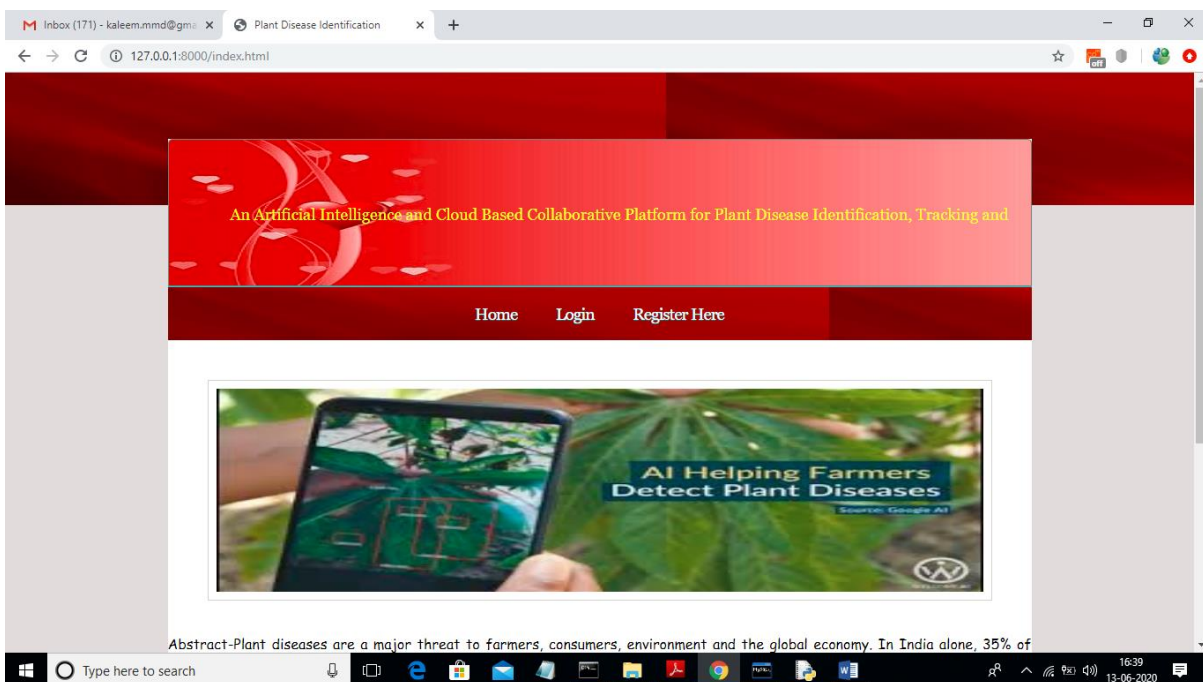 Inbox (171) - kaleem.mmd@gma
Plant Disease Identification
127.0.0.1:8000/index.html
off
An Artificial Intelligence and Cloud Based Collaborative Platform for Plant Disease Identification, Tracking and
Home Login Register Here
AI Helping Farmers
Detect Plant Diseases
Source: Google AI
Abstract-Plant diseases are a major threat to farmers, consumers, environment and the global economy. In India alone, 35% of
Type here to search
16:39
13-06-2020